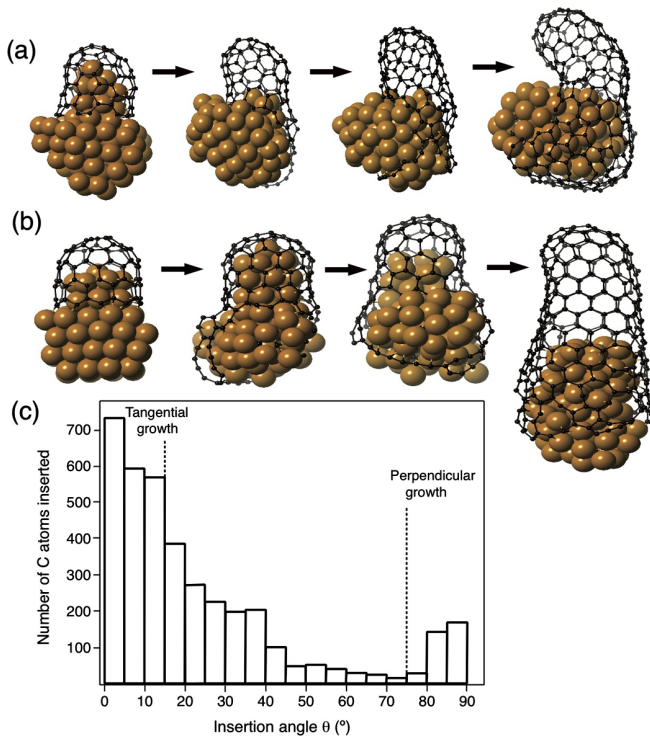 (a)
(b)
(c)
Tangential
growth
Perpendicular
growth
Number of C atoms inserted
700
600
500
400
300
200
100
0 10 20 30 40 50 60 70 80 90
Insertion angle θ (º)